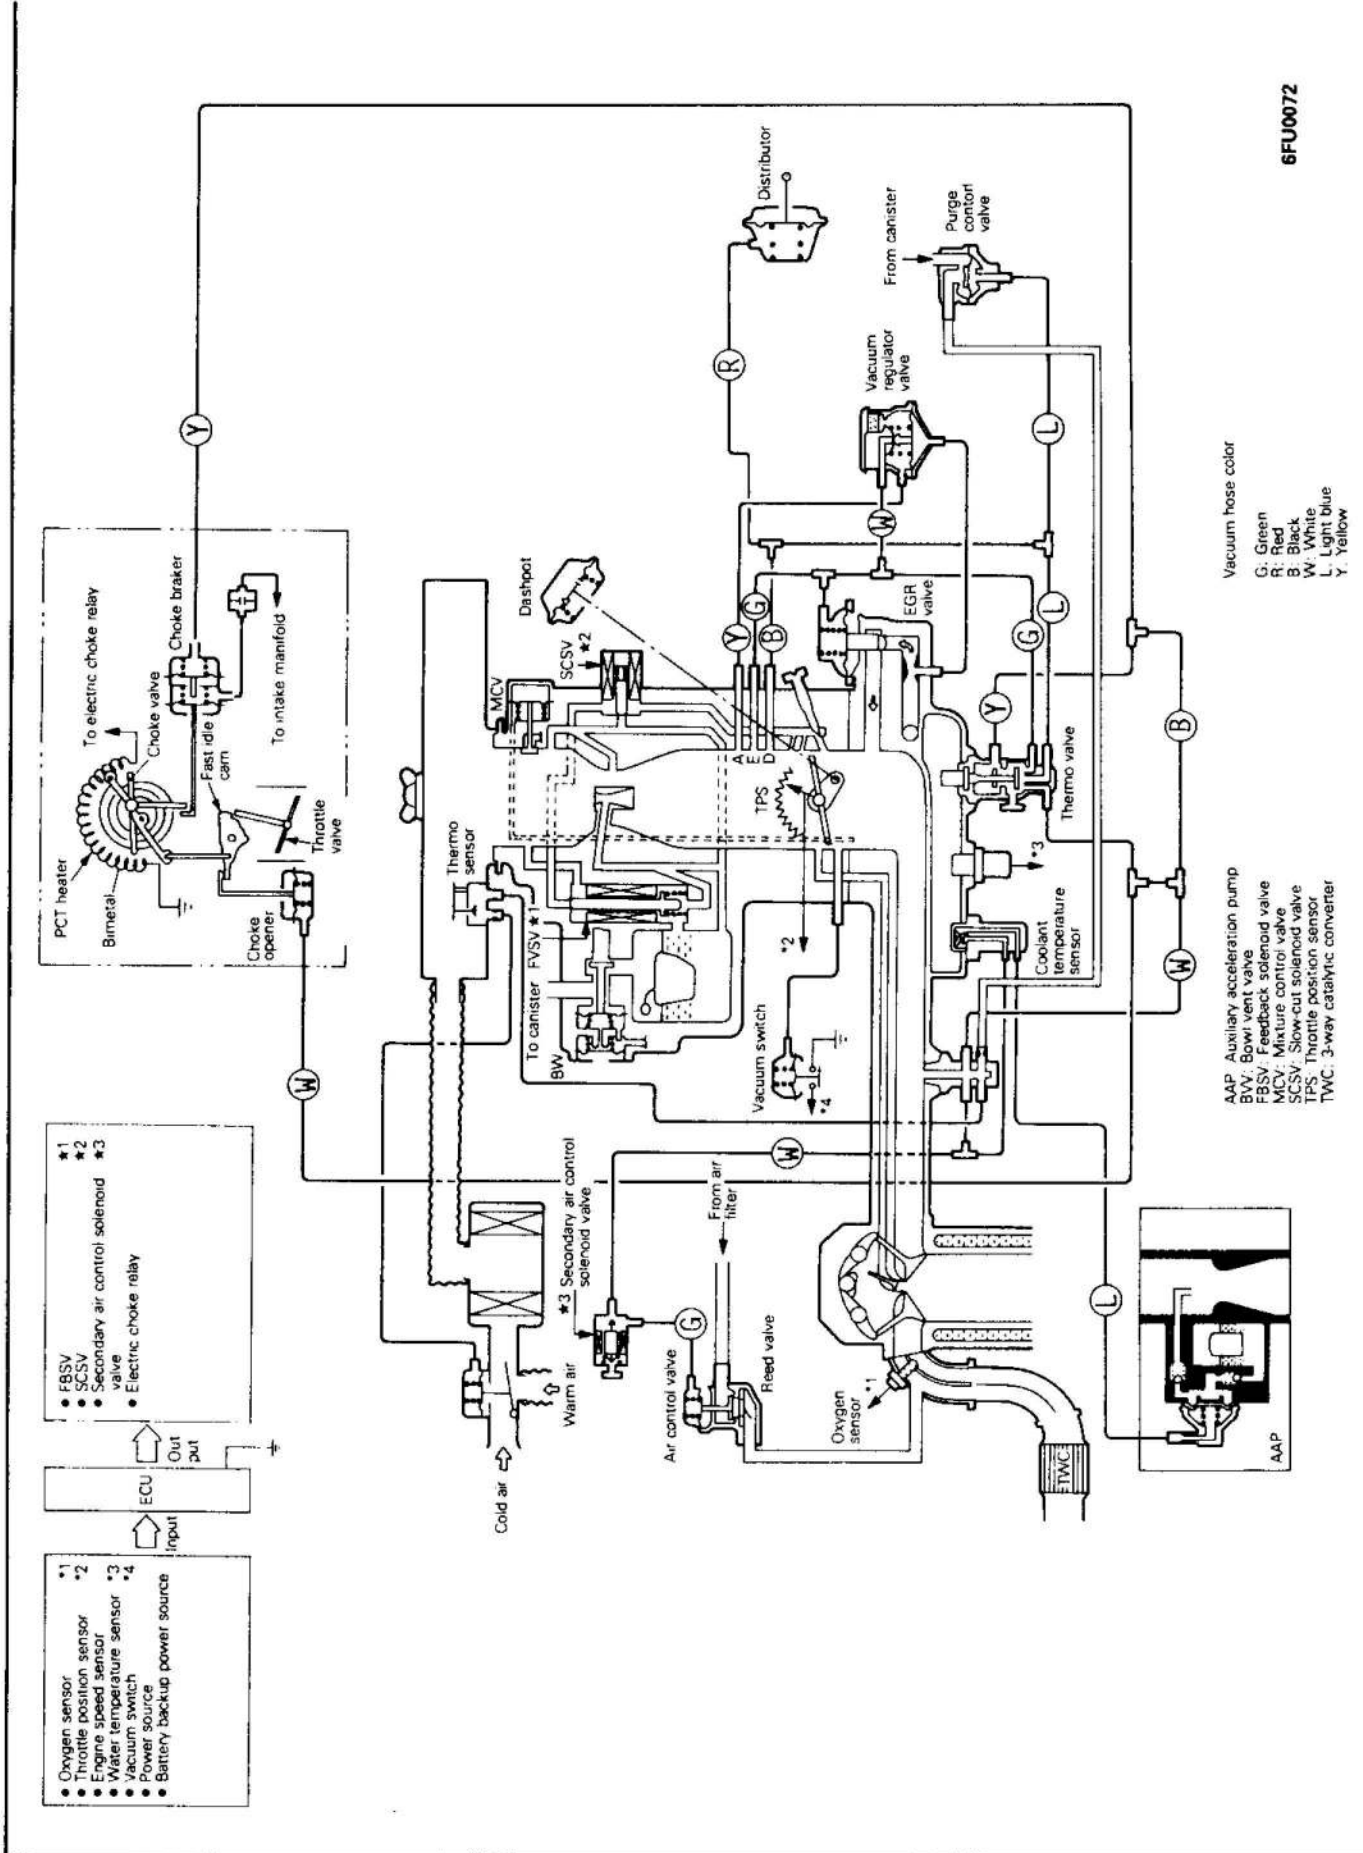 • Oxygen sensor *1
• Throttle position sensor *2
• Engine speed sensor
• Water temperature sensor *3
• Vacuum switch *4
• Power source
• Battery backup power source
Input
ECU
Out
put
• FBSV ★1
• SCSV ★2
• Secondary air control solenoid ★3
valve
• Electric choke relay
PCT heater
Bimetal
To electric choke relay
Choke valve
Fast idle
cam
Choke braker
Choke
opener
Throttle
valve
To intake manifold
Y
W
Cold air
Warm air
Thermo
sensor
MCV
SCSV
★2
Dashpot
To canister
FVSV ★1
BW
★3 Secondary air control
solenoid valve
Air control valve
G
From air
filter
Reed valve
W
Vacuum switch
*4
*2
TPS
A
E
D
Y
G
B
R
Distributor
W
Vacuum
regulator
valve
EGR
valve
From canister
Purge
contorl
valve
L
L
G
Y
Thermo valve
*3
Coolant
temperature
sensor
B
W
Oxygen
sensor
*1
TWC
L
AAP
AAP Auxiliary acceleration pump
BVV: Bowl vent valve
FBSV: Feedback solenoid valve
MCV: Mixture control valve
SCSV: Slow-cut solenoid valve
TPS: Throttle position sensor
TWC: 3-way catalytic converter
Vacuum hose color
G: Green
R: Red
B: Black
W: White
L: Light blue
Y: Yellow
6FU0072